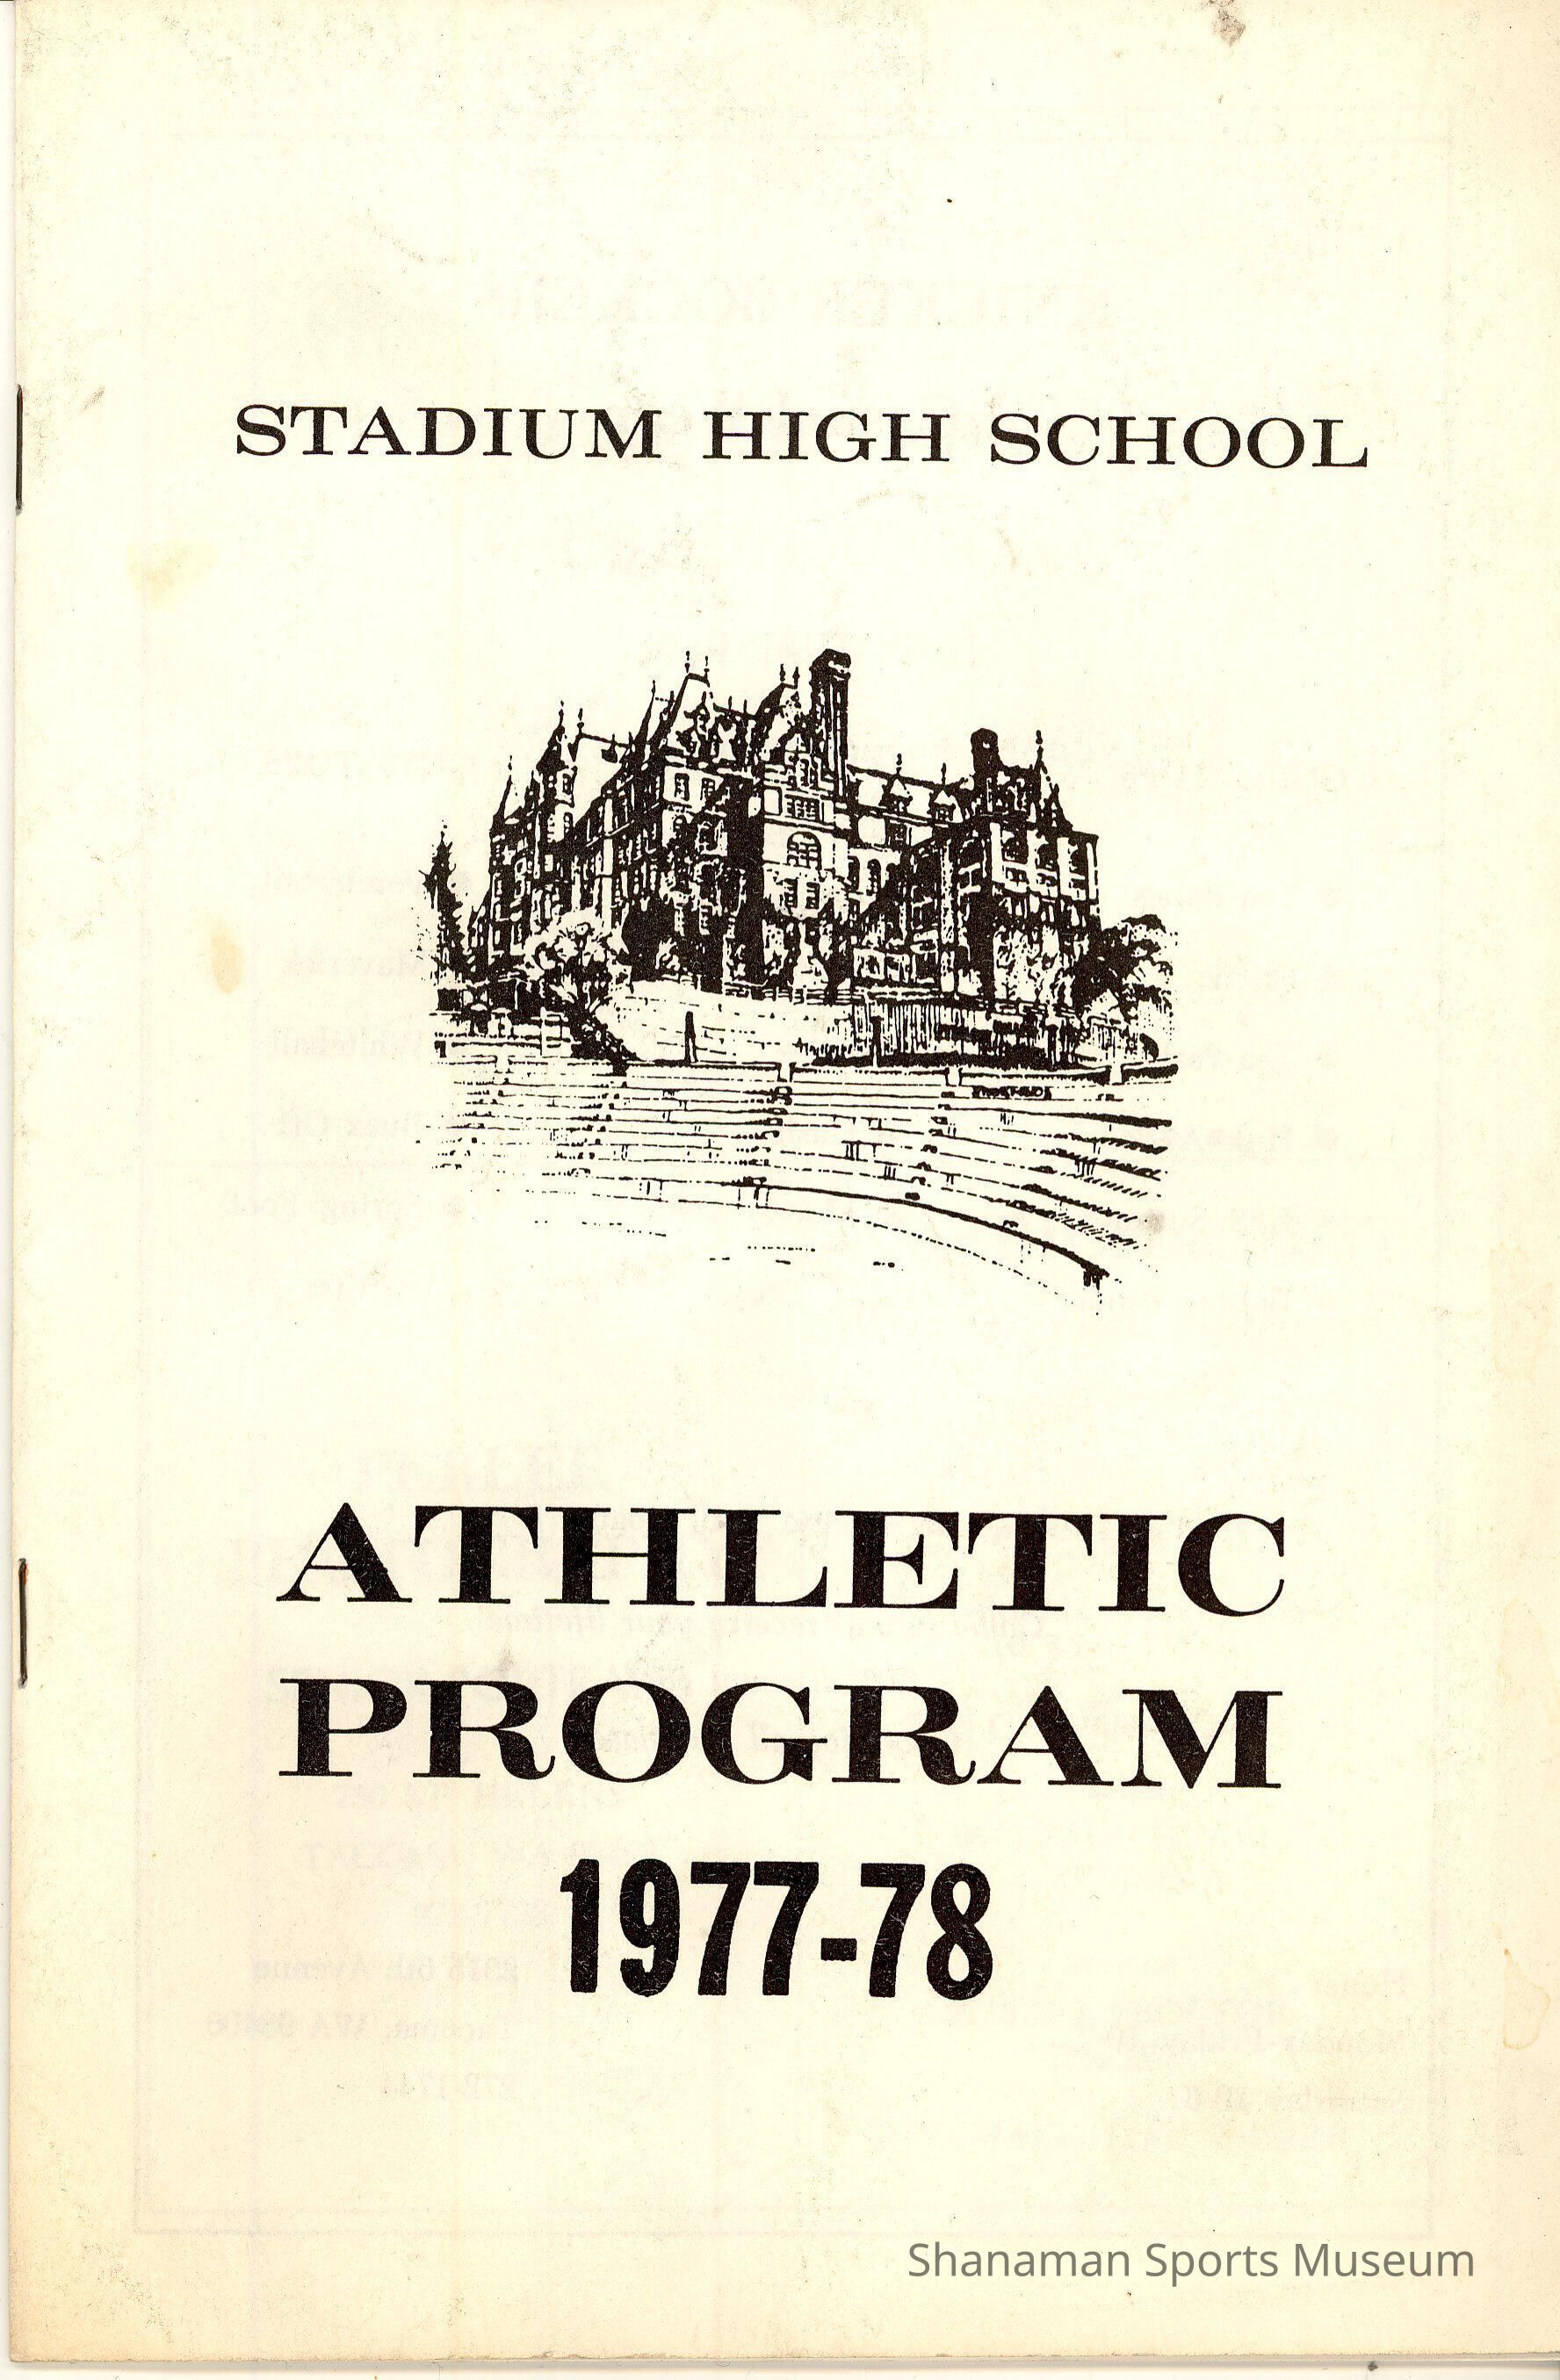 STADIUM HIGH SCHOOL
ATHLETIC
PROGRAM
1977-78
Shanaman Sports Museum